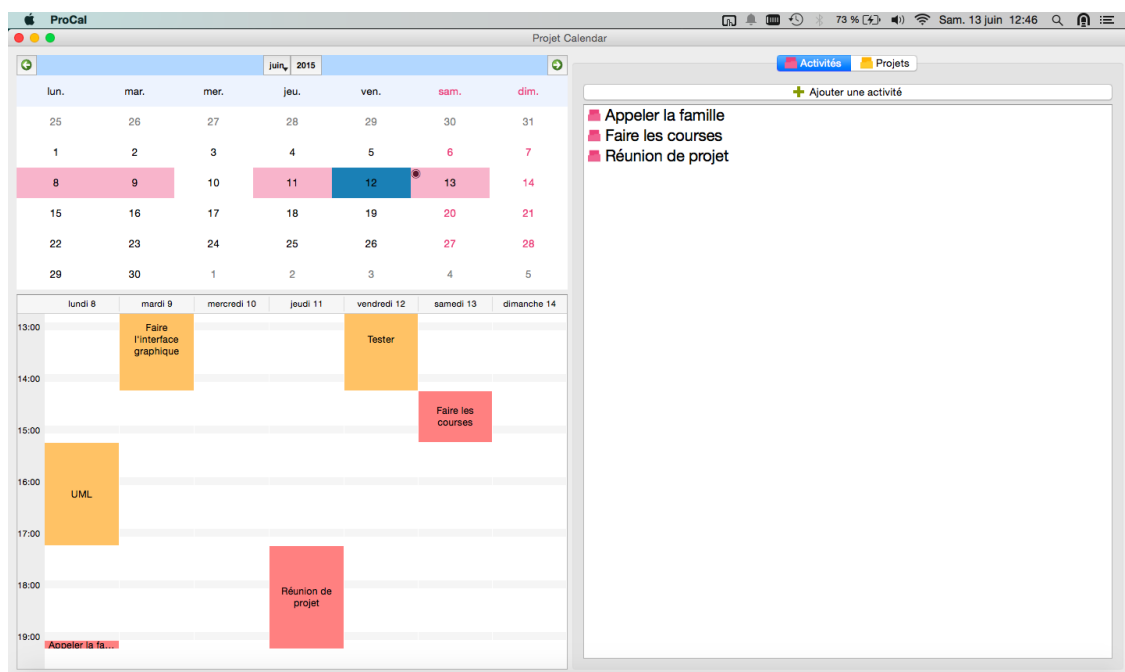 ProCal
73 %
Sam. 13 juin 12:46
Projet Calendar
juin 2015
lun. mar. mer. jeu. ven. sam. dim.
25 26 27 28 29 30 31
1 2 3 4 5 6 7
8 9 10 11 12 13 14
15 16 17 18 19 20 21
22 23 24 25 26 27 28
29 30 1 2 3 4 5
lundi 8 mardi 9 mercredi 10 jeudi 11 vendredi 12 samedi 13 dimanche 14
13:00
Faire
l'interface
graphique
Tester
14:00
Faire les
courses
15:00
16:00
UML
17:00
18:00
Réunion de
projet
19:00
Appeler la fa...
Activités
Projets
Ajouter une activité
Appeler la famille
Faire les courses
Réunion de projet